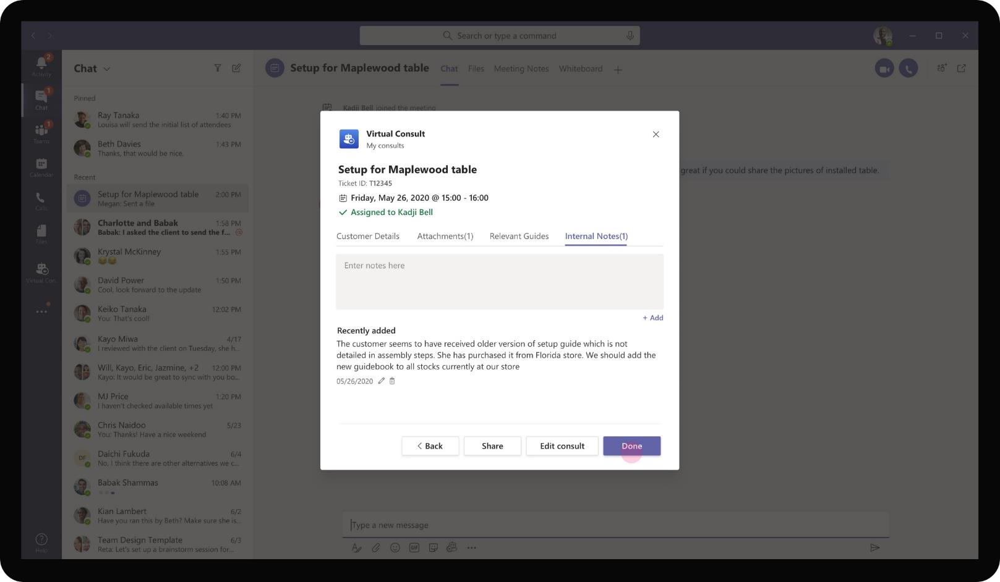 Search or type a command
2
Activity
1
Chat
1
Teams
Calendar
Calls
Files
Virtual Con.
Help
Chat
Pinned
Ray Tanaka 1:40 PM
Louisa will send the initial list of attendees
Beth Davies 1:43 PM
Thanks, that would be nice.
Recent
Setup for Maplewood table 2:00 PM
Megan: Sent a file
Charlotte and Babak 1:58 PM
Babak: I asked the client to send the f... @
Krystal McKinney 1:55 PM
😂😂
David Power 1:50 PM
Cool, look forward to the update
Keiko Tanaka 12:02 PM
You: That's cool!
Kayo Miwa 4/17
I reviewed with the client on Tuesday, she h...
Will, Kayo, Eric, Jazmine, +2 12:00 PM
Kayo: It would be great to sync with you bo...
MJ Price 1:20 PM
I haven't checked available times yet
Chris Naidoo 5/23
You: Thanks! Have a nice weekend
DF
Daichi Fukuda 6/4
No, I think there are other alternatives we c...
Babak Shammas 10:08 AM
Kian Lambert 6/2
Have you ran this by Beth? Make sure she is...
Team Design Template 6/3
Reta: Let's set up a brainstorm session for...
Setup for Maplewood table Chat Files Meeting Notes Whiteboard
Kadji Bell joined the meeting
great if you could share the pictures of installed table.
Virtual Consult
My consults
Setup for Maplewood table
Ticket ID: T12345
Friday, May 26, 2020 @ 15:00 - 16:00
Assigned to Kadji Bell
Customer Details Attachments(1) Relevant Guides Internal Notes(1)
Enter notes here
+ Add
Recently added
The customer seems to have received older version of setup guide which is not
detailed in assembly steps. She has purchased it from Florida store. We should add the
new guidebook to all stocks currently at our store
05/26/2020
< Back Share Edit consult Done
Type a new message
GIF